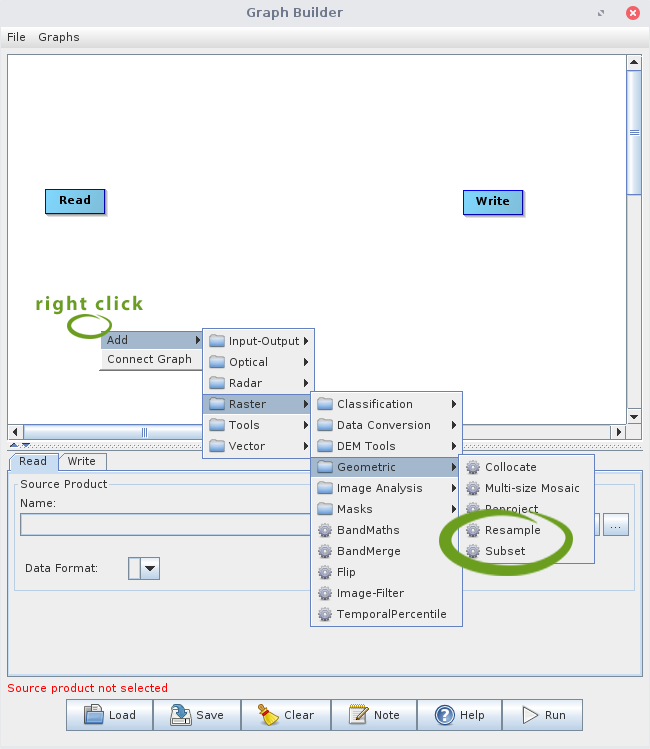 Graph Builder
File Graphs
Read
Write
right click
Add
Connect Graph
Input-Output
Optical
Radar
Raster
Tools
Vector
Classification
Data Conversion
DEM Tools
Geometric
Image Analysis
Masks
BandMaths
BandMerge
Flip
Image-Filter
TemporalPercentile
Collocate
Multi-size Mosaic
Reproject
Resample
Subset
Read Write
Source Product
Name:
...
Data Format:
Source product not selected
Load Save Clear Note Help Run